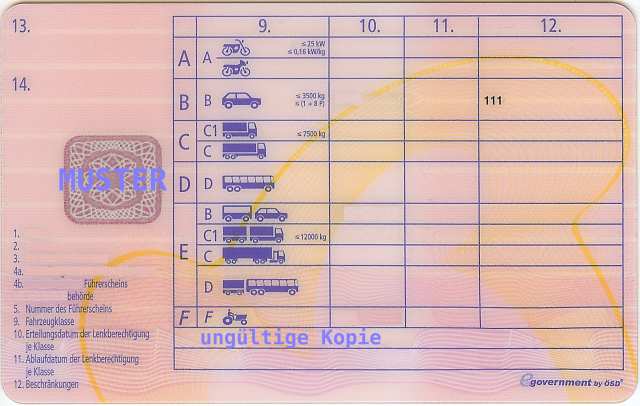 13.
9.
10.
11.
12.
A
A
≤ 25 kW
≤ 0,16 kW/kg
14.
B
B
≤ 3500 kg
≤ (1 + 8 P)
111
C
C1
≤ 7500 kg
C
MUSTER
D
D
E
B
C1
≤ 12000 kg
C
D
1.
2.
3.
4a.
4b. Führerscheins
behörde
5. Nummer des Führerscheins
9. Fahrzeugklasse
10. Erteilungsdatum der Lenkberechtigung
je Klasse
11. Ablaufdatum der Lenkberechtigung
je Klasse
12. Beschränkungen
F
F
ungültige Kopie
egovernment by ÖSD